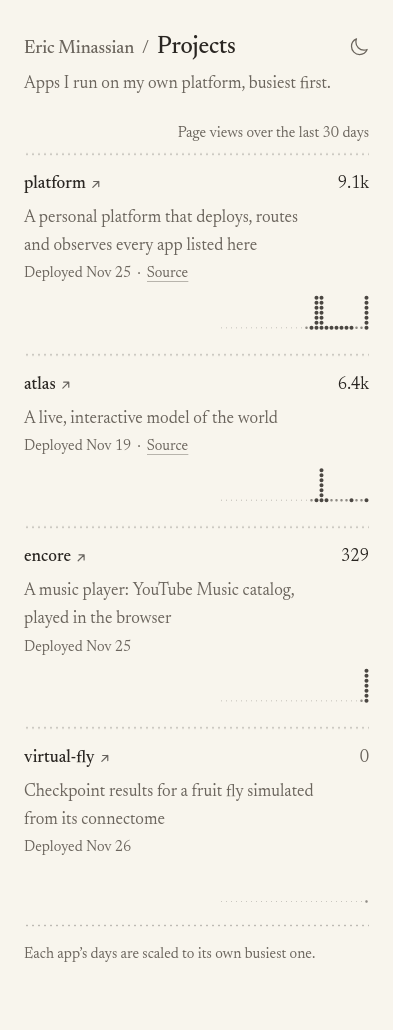 Eric Minassian / Projects
Apps I run on my own platform, busiest first.
Page views over the last 30 days
platform ↗ 9.1k
A personal platform that deploys, routes
and observes every app listed here
Deployed Nov 25 · Source
atlas ↗ 6.4k
A live, interactive model of the world
Deployed Nov 19 · Source
encore ↗ 329
A music player: YouTube Music catalog,
played in the browser
Deployed Nov 25
virtual-fly ↗ 0
Checkpoint results for a fruit fly simulated
from its connectome
Deployed Nov 26
Each app’s days are scaled to its own busiest one.